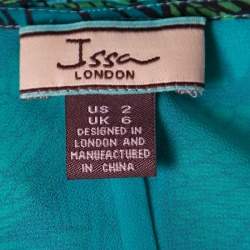 Issa
LONDON
US 2
UK 6
DESIGNED IN
LONDON AND
MANUFACTURED
IN CHINA